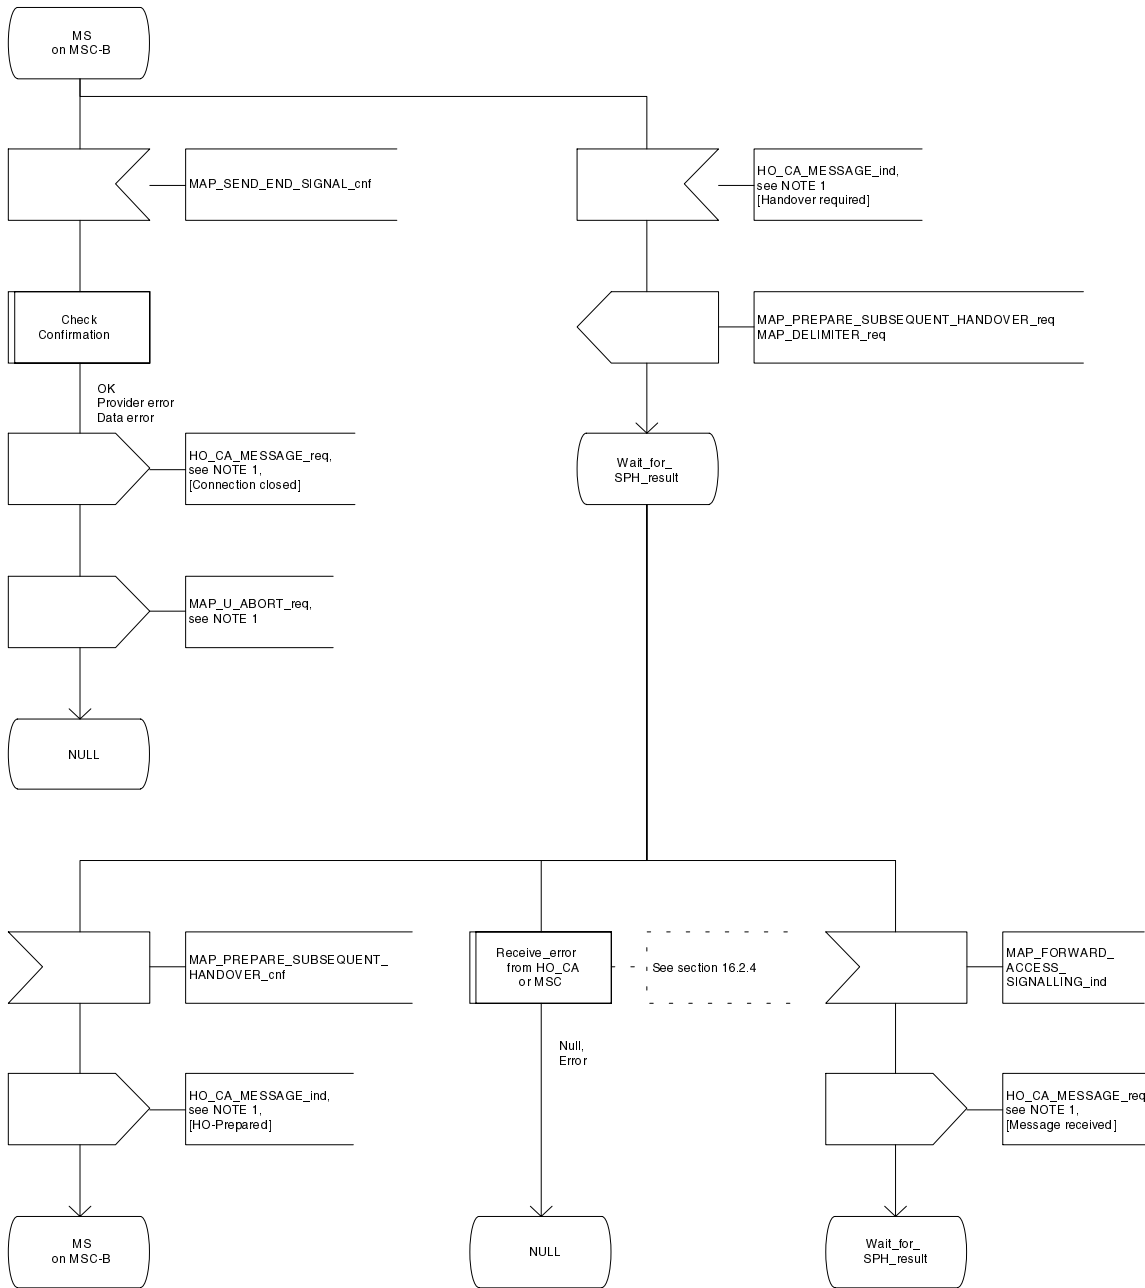 MS
on MSC-B
MAP_SEND_END_SIGNAL_cnf
HO_CA_MESSAGE_ind,
see NOTE 1
[Handover required]
Check
Confirmation
MAP_PREPARE_SUBSEQUENT_HANDOVER_req
MAP_DELIMITER_req
OK
Provider error
Data error
HO_CA_MESSAGE_req,
see NOTE 1,
[Connection closed]
Wait_for_
SPH_result
MAP_U_ABORT_req,
see NOTE 1
NULL
MAP_PREPARE_SUBSEQUENT_
HANDOVER_cnf
Receive_error
from HO_CA
or MSC
See section 16.2.4
MAP_FORWARD_
ACCESS_
SIGNALLING_ind
Null,
Error
HO_CA_MESSAGE_ind,
see NOTE 1,
[HO-Prepared]
HO_CA_MESSAGE_req
see NOTE 1,
[Message received]
MS
on MSC-B
NULL
Wait_for_
SPH_result